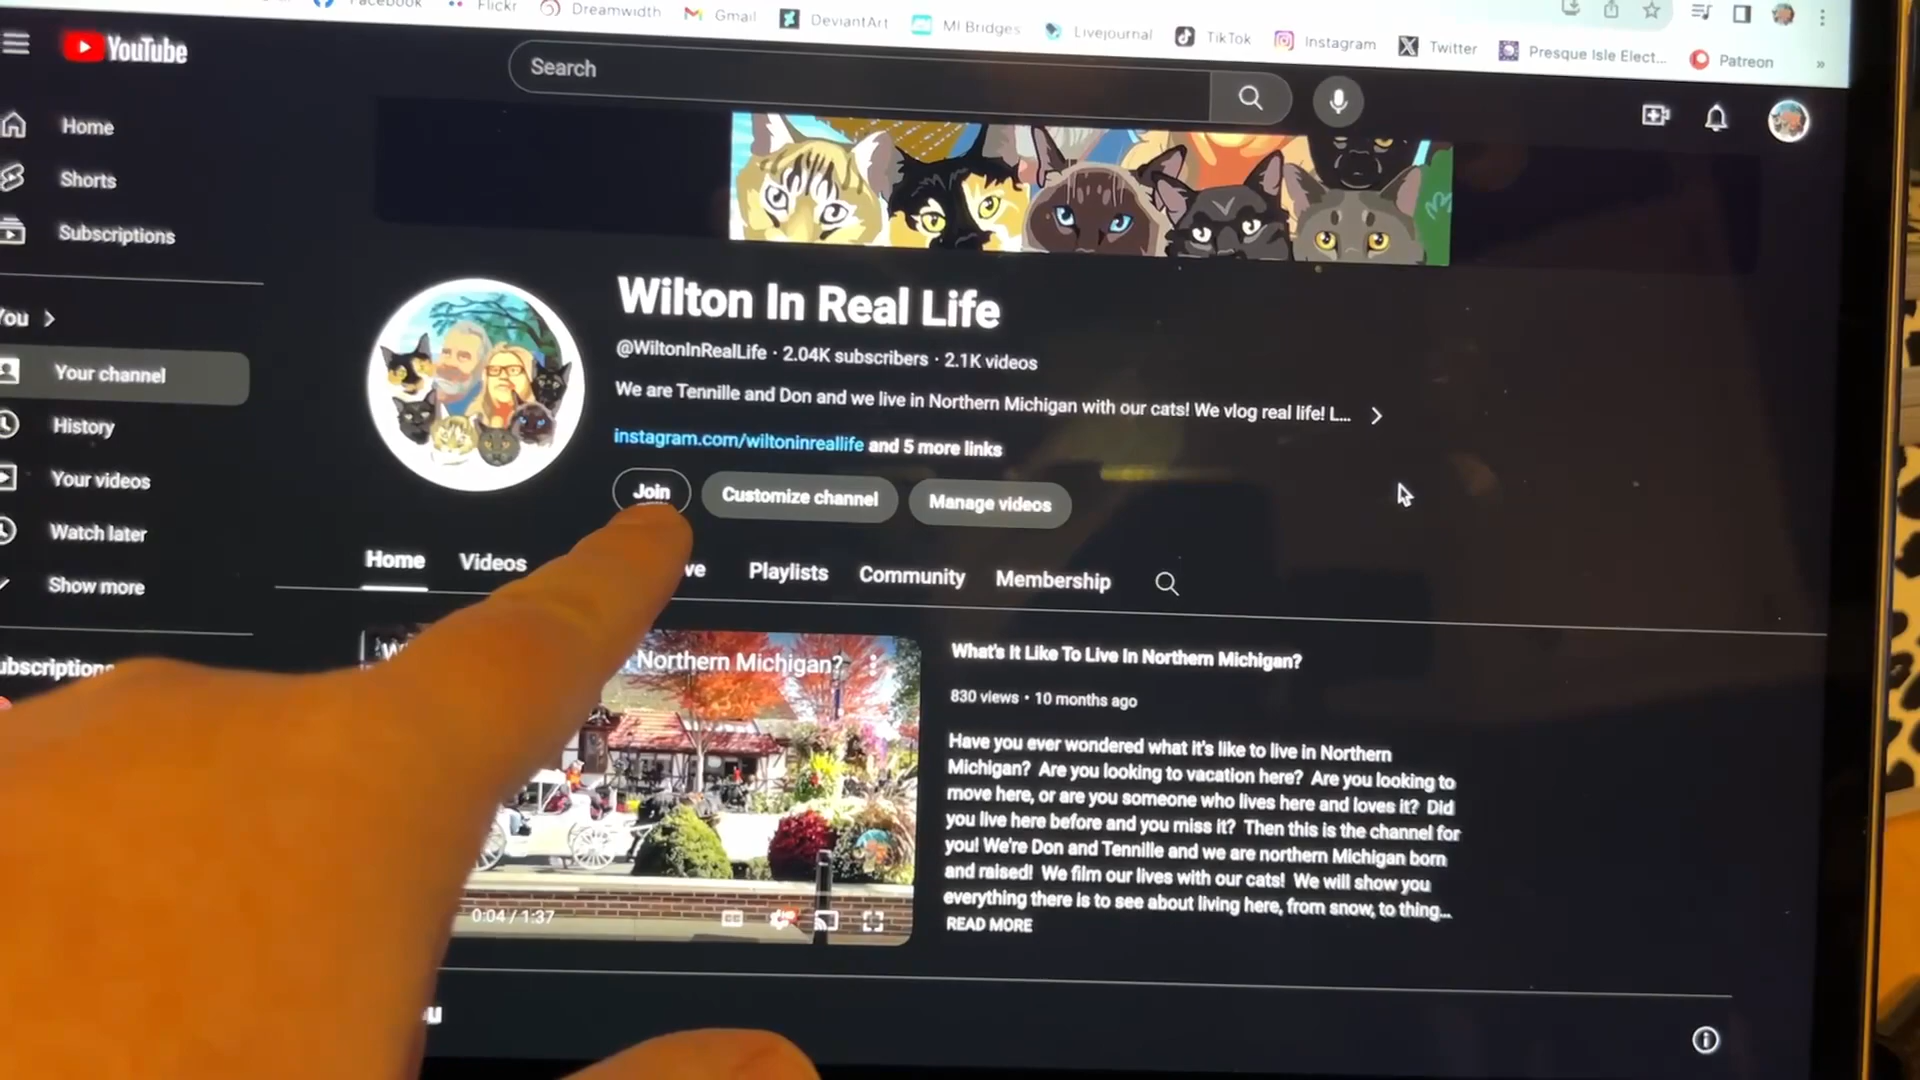 Facebook
Flickr
Dreamwidth
Gmail
DeviantArt
MI Bridges
Livejournal
TikTok
Instagram
Twitter
Presque Isle Elect...
Patreon
»
YouTube
Search
Home
Shorts
Subscriptions
You >
Your channel
History
Your videos
Watch later
Show more
ubscriptions
Wilton In Real Life
@WiltonInRealLife · 2.04K subscribers · 2.1K videos
We are Tennille and Don and we live in Northern Michigan with our cats! We vlog real life! L... >
instagram.com/wiltoninreallife and 5 more links
Join
Customize channel
Manage videos
Home
Videos
ve
Playlists
Community
Membership
Northern Michigan?
0:04 / 1:37
What's It Like To Live In Northern Michigan?
830 views • 10 months ago
Have you ever wondered what it's like to live in Northern
Michigan? Are you looking to vacation here? Are you looking to
move here, or are you someone who lives here and loves it? Did
you live here before and you miss it? Then this is the channel for
you! We're Don and Tennille and we are northern Michigan born
and raised! We film our lives with our cats! We will show you
everything there is to see about living here, from snow, to thing...
READ MORE